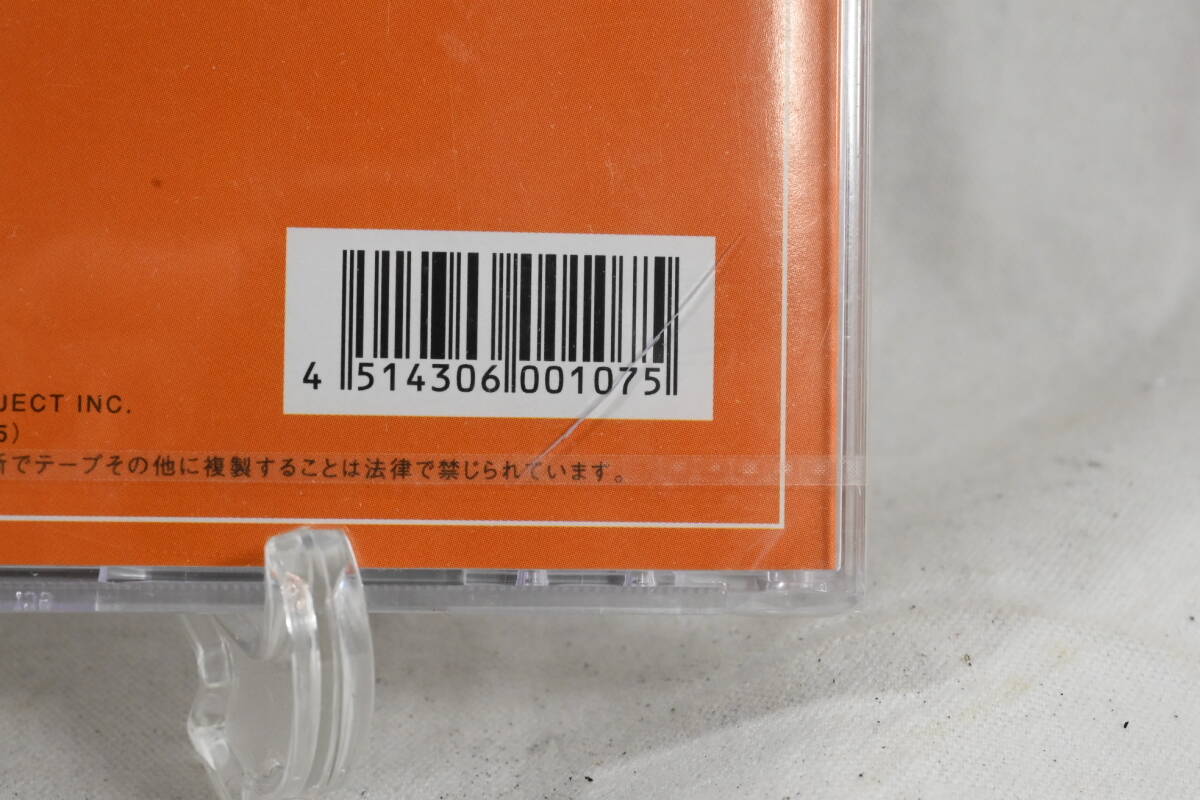 4 514306 001075
JECT INC.
5)
でテープその他に複製することは法律で禁じられています。